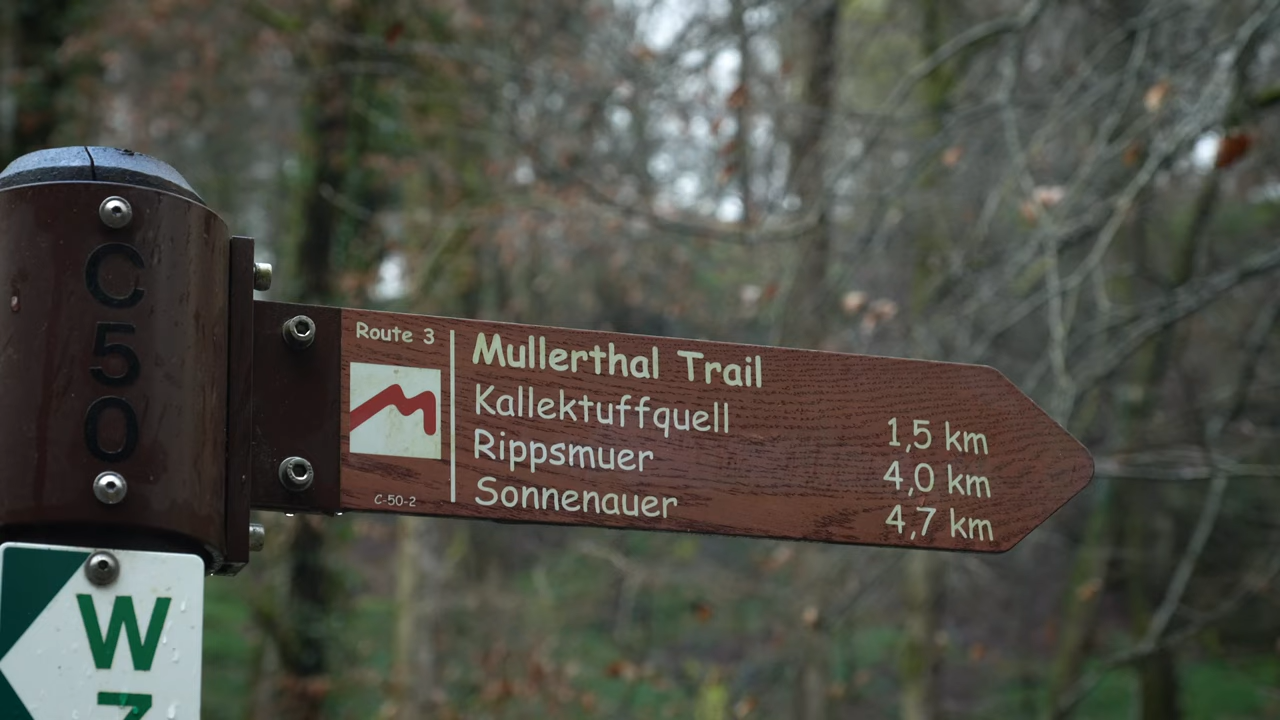 C
5
0
Route 3
C-50-2
Mullerthal Trail
Kallektuffquell 1,5 km
Rippsmuer 4,0 km
Sonnenauer 4,7 km
W